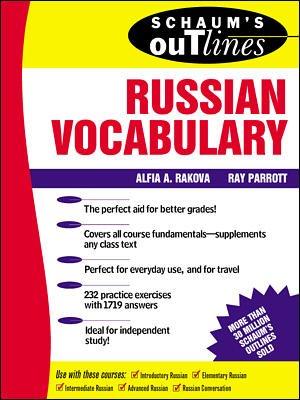 SCHAUM'S
OUTlines
RUSSIAN
VOCABULARY
ALFIA A. RAKOVA RAY PARROTT
The perfect aid for better grades!
Covers all course fundamentals—supplements
any class text
Perfect for everyday use, and for travel
232 practice exercises
with 1719 answers
Ideal for independent
study!
MORE THAN
30 MILLION
SCHAUM'S
OUTLINES
SOLD
Use with these courses: Introductory Russian Elementary Russian
Intermediate Russian Advanced Russian Russian Conversation